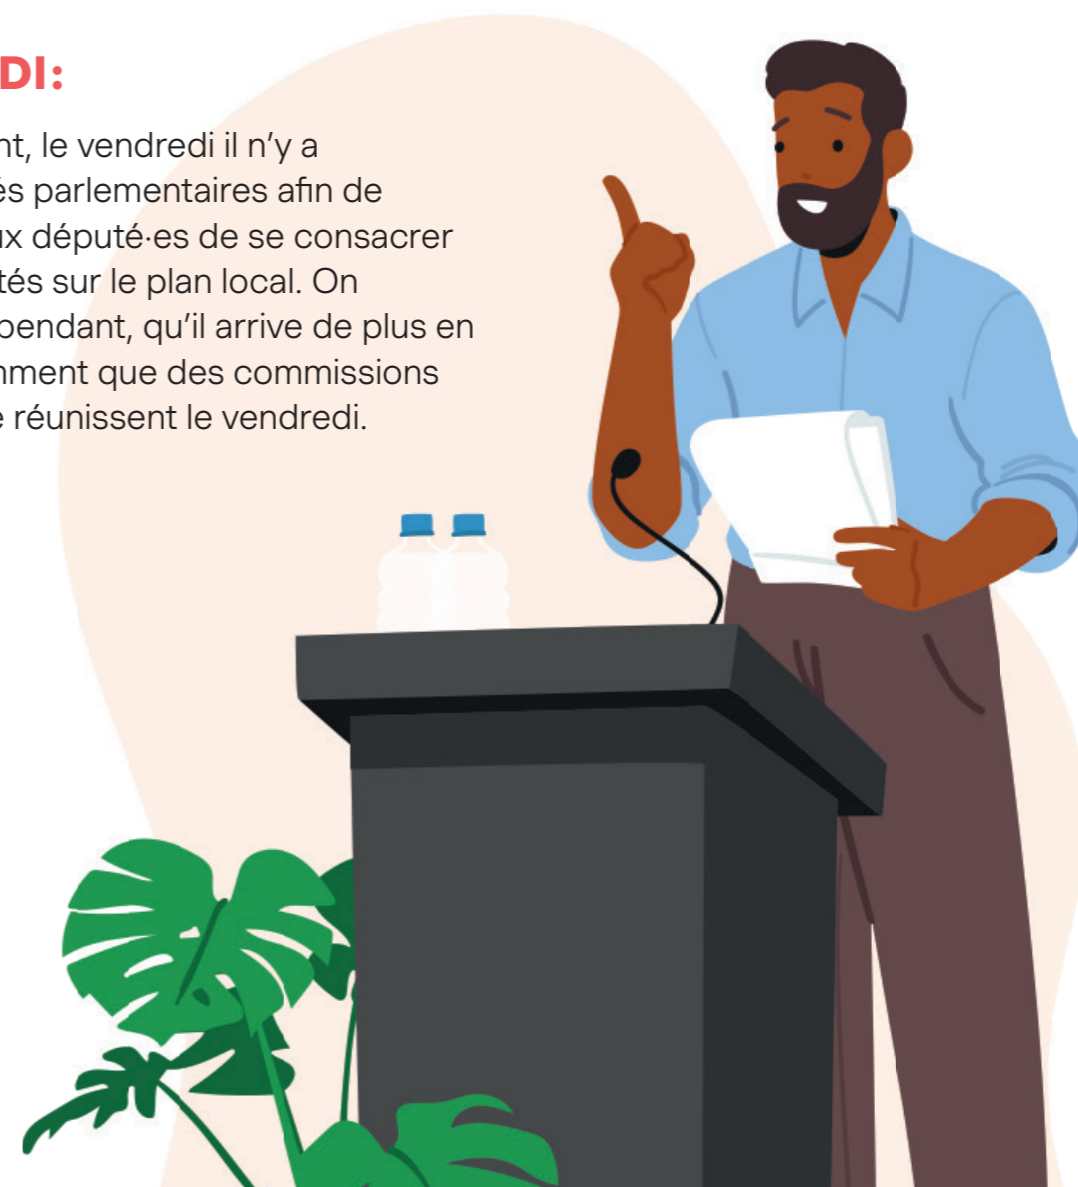 DI:
nt, le vendredi il n'y a
és parlementaires afin de
ux député·es de se consacrer
tés sur le plan local. On
pendant, qu'il arrive de plus en
mment que des commissions
e réunissent le vendredi.